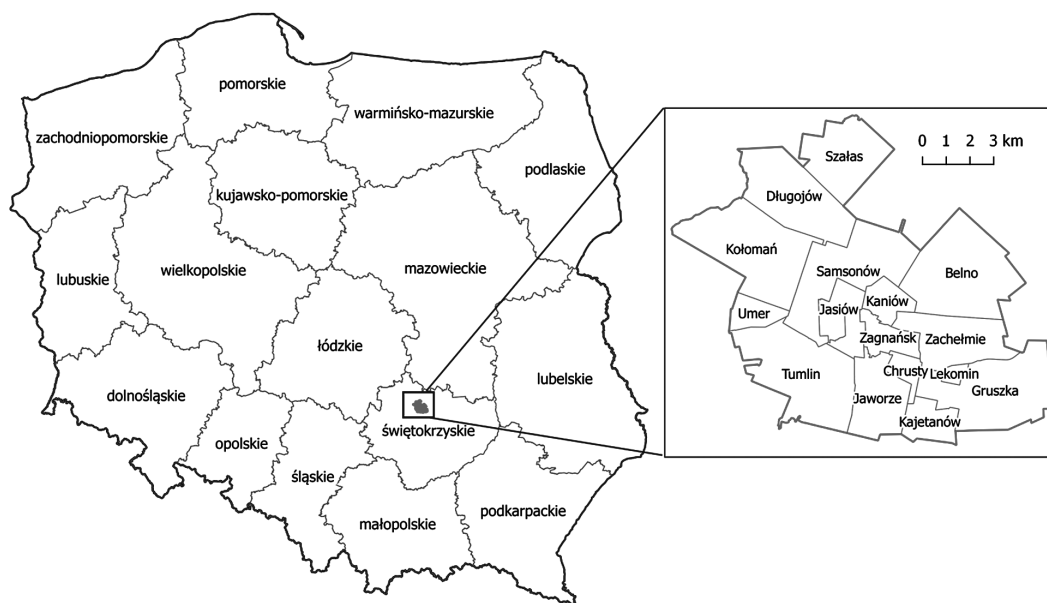 pomorskie
warmińsko-mazurskie
zachodniopomorskie
podlaskie
kujawsko-pomorskie
lubuskie
wielkopolskie
mazowieckie
łódzkie
lubelskie
dolnośląskie
opolskie
świętokrzyskie
śląskie
małopolskie
podkarpackie
0 1 2 3 km
Szałas
Długojów
Kołomań
Samsonów
Belno
Umer
Jasiów
Kaniów
Zagnańsk
Zachełmie
Tumlin
Chrusty
Lekomin
Jaworze
Gruszka
Kajetanów